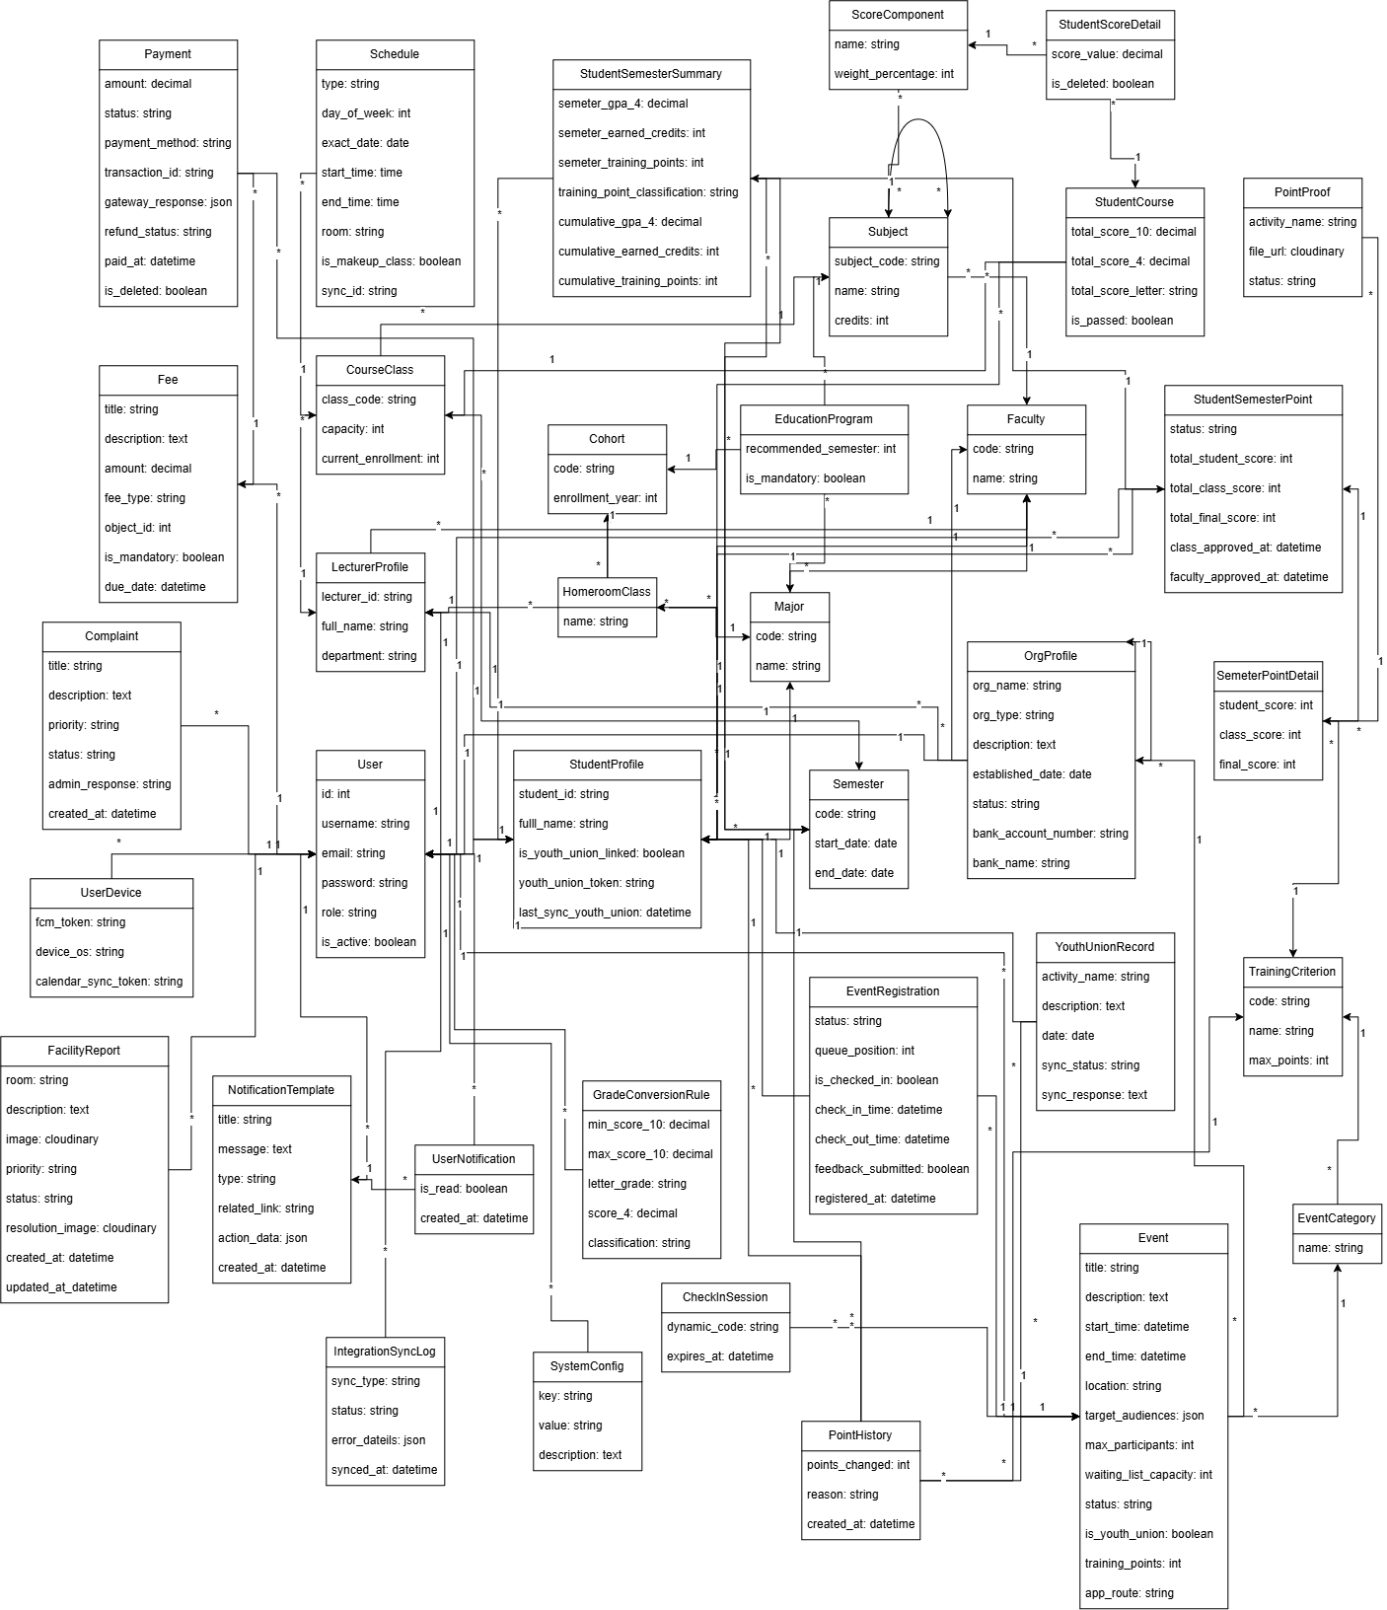 ScoreComponent
name: string
weight_percentage: int
StudentScoreDetail
score_value: decimal
is_deleted: boolean
Payment
amount: decimal
status: string
payment_method: string
transaction_id: string
gateway_response: json
refund_status: string
paid_at: datetime
is_deleted: boolean
Schedule
type: string
day_of_week: int
exact_date: date
start_time: time
end_time: time
room: string
is_makeup_class: boolean
sync_id: string
StudentSemesterSummary
semeter_gpa_4: decimal
semeter_earned_credits: int
semeter_training_points: int
training_point_classification: string
cumulative_gpa_4: decimal
cumulative_earned_credits: int
cumulative_training_points: int
Subject
subject_code: string
name: string
credits: int
StudentCourse
total_score_10: decimal
total_score_4: decimal
total_score_letter: string
is_passed: boolean
PointProof
activity_name: string
file_url: cloudinary
status: string
Fee
title: string
description: text
amount: decimal
fee_type: string
object_id: int
is_mandatory: boolean
due_date: datetime
CourseClass
class_code: string
capacity: int
current_enrollment: int
Cohort
code: string
enrollment_year: int
EducationProgram
recommended_semester: int
is_mandatory: boolean
Faculty
code: string
name: string
StudentSemesterPoint
status: string
total_student_score: int
total_class_score: int
total_final_score: int
class_approved_at: datetime
faculty_approved_at: datetime
LecturerProfile
lecturer_id: string
full_name: string
department: string
HomeroomClass
name: string
Major
code: string
name: string
Complaint
title: string
description: text
priority: string
status: string
admin_response: string
created_at: datetime
OrgProfile
org_name: string
org_type: string
description: text
established_date: date
status: string
bank_account_number: string
bank_name: string
SemeterPointDetail
student_score: int
class_score: int
final_score: int
User
id: int
username: string
email: string
password: string
role: string
is_active: boolean
StudentProfile
student_id: string
fulll_name: string
is_youth_union_linked: boolean
youth_union_token: string
last_sync_youth_union: datetime
Semester
code: string
start_date: date
end_date: date
UserDevice
fcm_token: string
device_os: string
calendar_sync_token: string
YouthUnionRecord
activity_name: string
description: text
date: date
sync_status: string
sync_response: text
TrainingCriterion
code: string
name: string
max_points: int
EventRegistration
status: string
queue_position: int
is_checked_in: boolean
check_in_time: datetime
check_out_time: datetime
feedback_submitted: boolean
registered_at: datetime
FacilityReport
room: string
description: text
image: cloudinary
priority: string
status: string
resolution_image: cloudinary
created_at: datetime
updated_at_datetime
NotificationTemplate
title: string
message: text
type: string
related_link: string
action_data: json
created_at: datetime
UserNotification
is_read: boolean
created_at: datetime
GradeConversionRule
min_score_10: decimal
max_score_10: decimal
letter_grade: string
score_4: decimal
classification: string
EventCategory
name: string
Event
title: string
description: text
start_time: datetime
end_time: datetime
location: string
target_audiences: json
max_participants: int
waiting_list_capacity: int
status: string
is_youth_union: boolean
training_points: int
app_route: string
CheckInSession
dynamic_code: string
expires_at: datetime
IntegrationSyncLog
sync_type: string
status: string
error_dateils: json
synced_at: datetime
SystemConfig
key: string
value: string
description: text
PointHistory
points_changed: int
reason: string
created_at: datetime